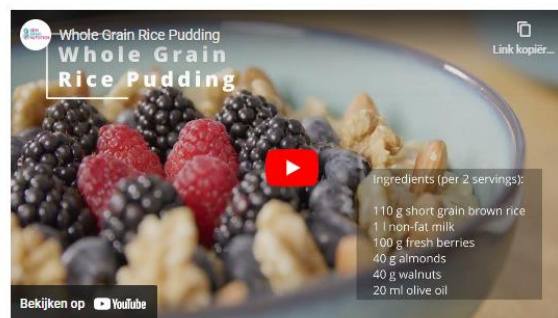 Whole Grain Rice Pudding
Link kopiër...
Whole Grain
Rice Pudding
Ingredients (per 2 servings):
110 g short grain brown rice
1 l non-fat milk
100 g fresh berries
40 g almonds
40 g walnuts
20 ml olive oil
Bekijken op YouTube